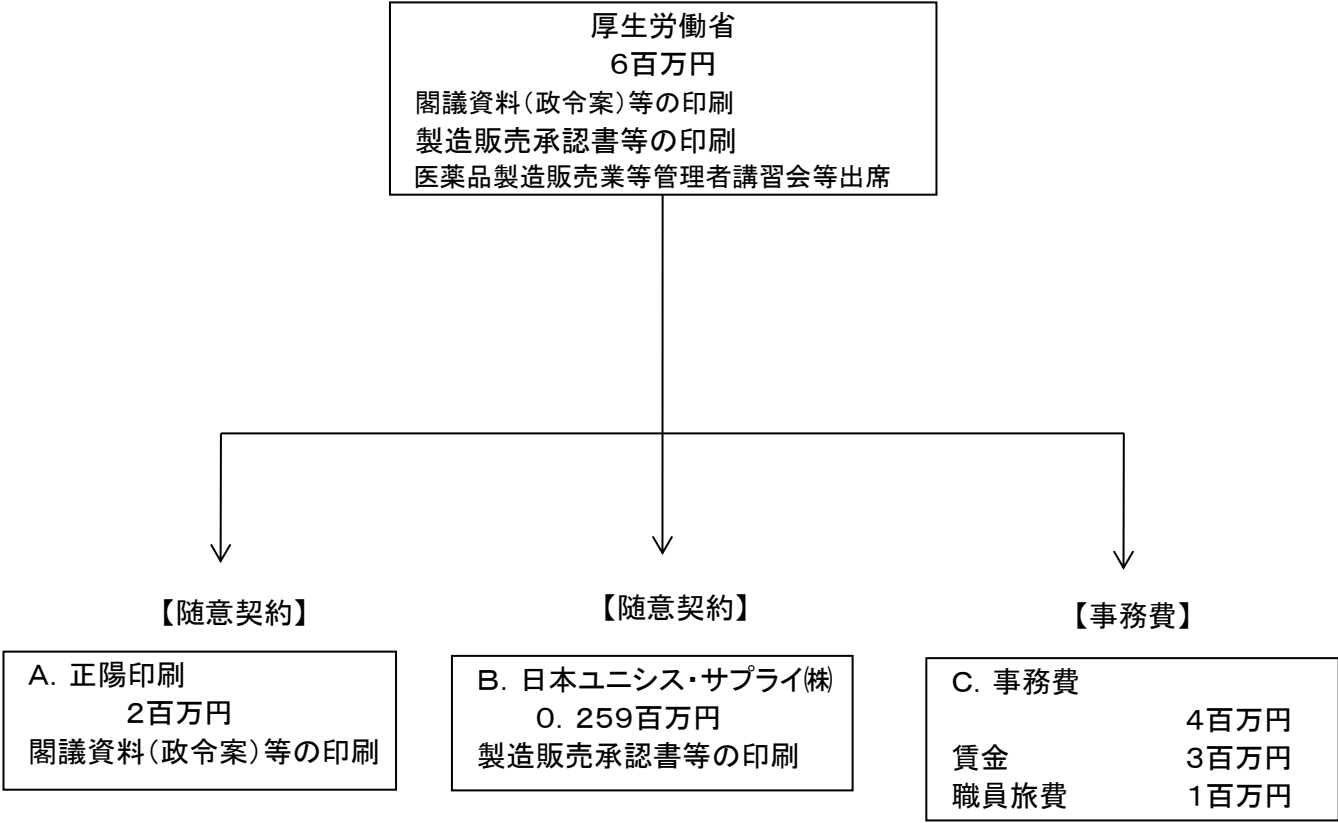 厚生労働省
6百万円
閣議資料(政令案)等の印刷
製造販売承認書等の印刷
医薬品製造販売業等管理者講習会等出席
【随意契約】
【随意契約】
【事務費】
A. 正陽印刷
2百万円
閣議資料(政令案)等の印刷
B. 日本ユニシス・サプライ㈱
0. 259百万円
製造販売承認書等の印刷
C. 事務費
4百万円
賃金 3百万円
職員旅費 1百万円